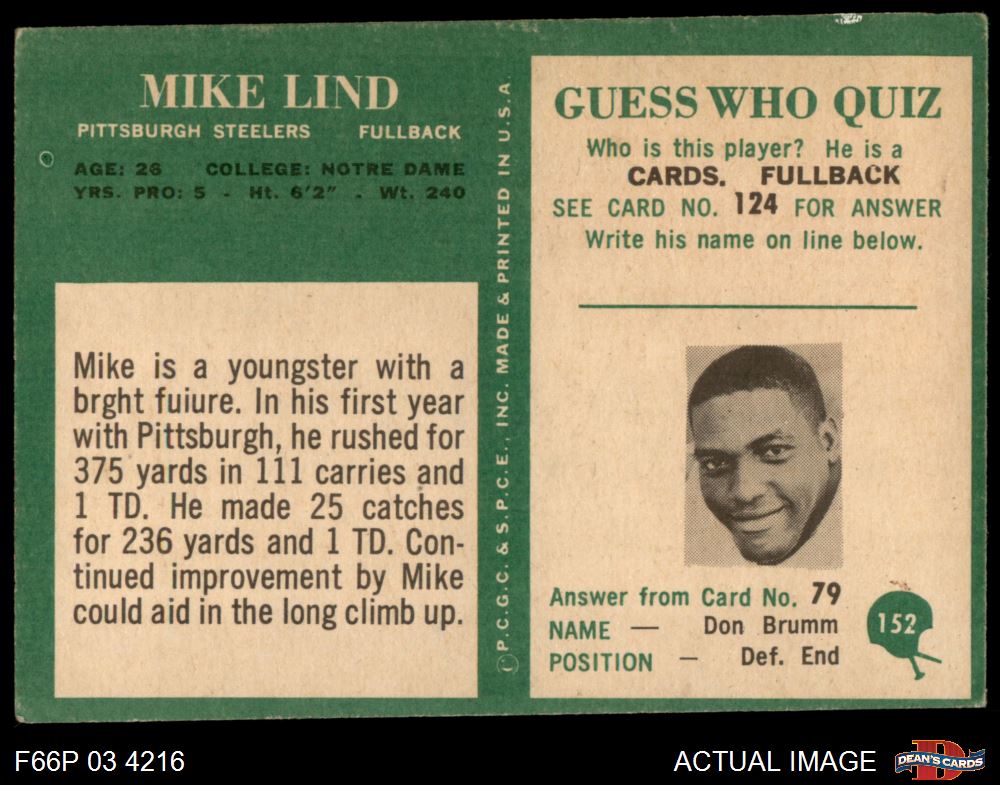 MIKE LIND
PITTSBURGH STEELERS FULLBACK
AGE: 26 COLLEGE: NOTRE DAME
YRS. PRO: 5 - Ht. 6'2" - Wt. 240
Mike is a youngster with a
brght fuiure. In his first year
with Pittsburgh, he rushed for
375 yards in 111 carries and
1 TD. He made 25 catches
for 236 yards and 1 TD. Con-
tinued improvement by Mike
could aid in the long climb up.
©P.C.G.C. & S.P.C.E., INC. MADE & PRINTED IN U.S.A.
GUESS WHO QUIZ
Who is this player? He is a
CARDS. FULLBACK
SEE CARD NO. 124 FOR ANSWER
Write his name on line below.
Answer from Card No. 79
NAME — Don Brumm
POSITION — Def. End
152
F66P 03 4216
ACTUAL IMAGE
DEAN'S CARDS